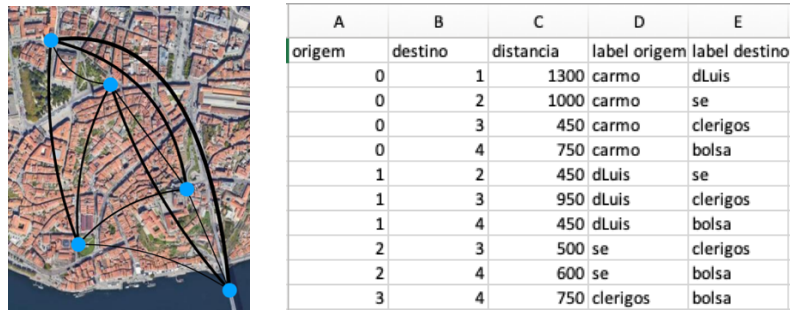 A B C D E
origem destino distancia label origem label destino
0 1 1300 carmo dLuis
0 2 1000 carmo se
0 3 450 carmo clerigos
0 4 750 carmo bolsa
1 2 450 dLuis se
1 3 950 dLuis clerigos
1 4 450 dLuis bolsa
2 3 500 se clerigos
2 4 600 se bolsa
3 4 750 clerigos bolsa